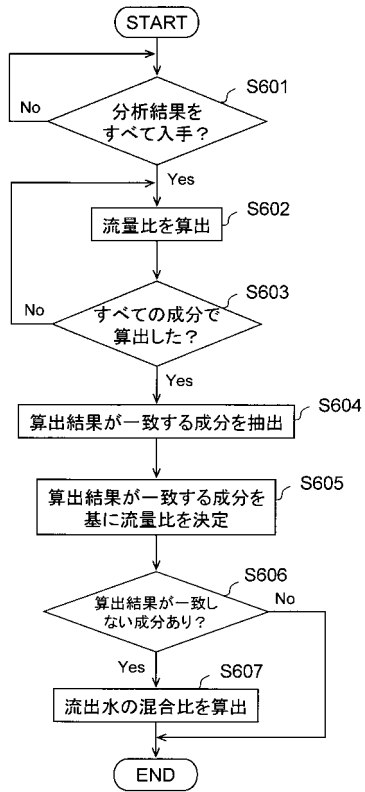 START
S601
分析結果を
すべて入手？
No
Yes
S602
流量比を算出
S603
すべての成分で
算出した？
No
Yes
S604
算出結果が一致する成分を抽出
S605
算出結果が一致する成分を
基に流量比を決定
S606
算出結果が一致し
ない成分あり？
No
Yes
S607
流出水の混合比を算出
END